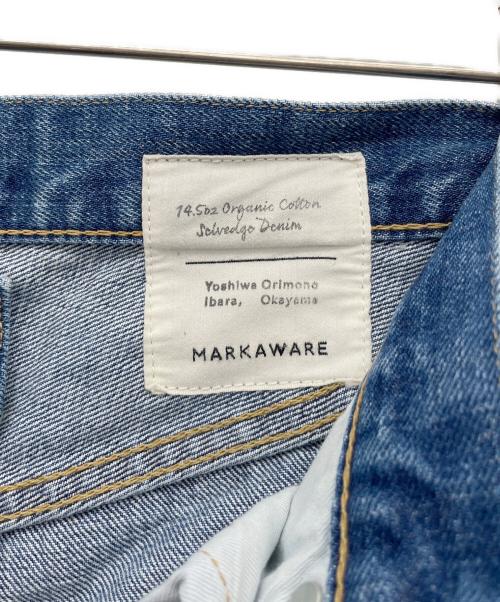 14.5oz Organic Cotton
Selvedge Denim
Yoshiwa Orimono
Ibara, Okayama
MARKAWARE